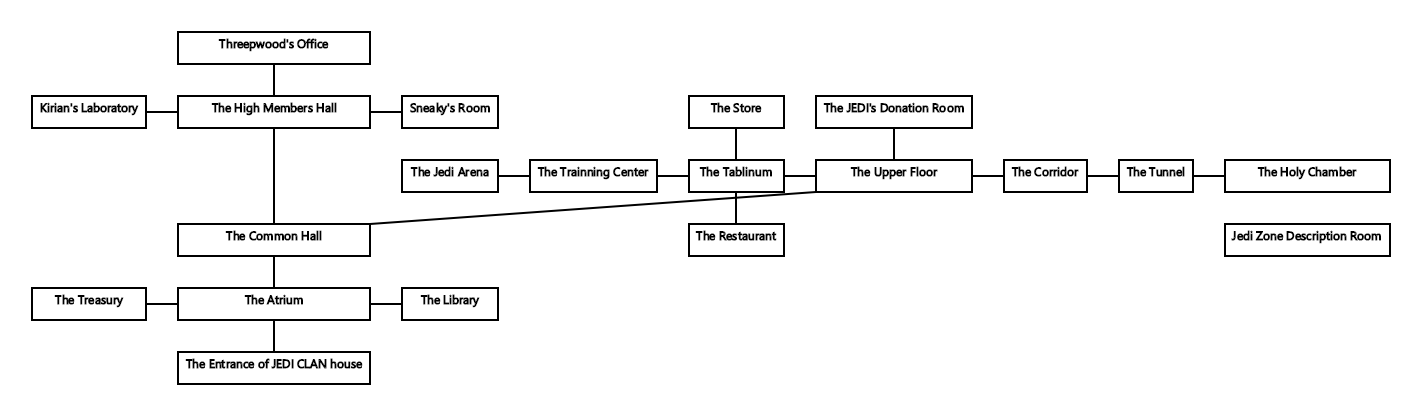 Threepwood's Office
Kirian's Laboratory
The High Members Hall
Sneaky's Room
The Store
The JEDI's Donation Room
The Jedi Arena
The Trainning Center
The Tablinum
The Upper Floor
The Corridor
The Tunnel
The Holy Chamber
The Common Hall
The Restaurant
Jedi Zone Description Room
The Treasury
The Atrium
The Library
The Entrance of JEDI CLAN house